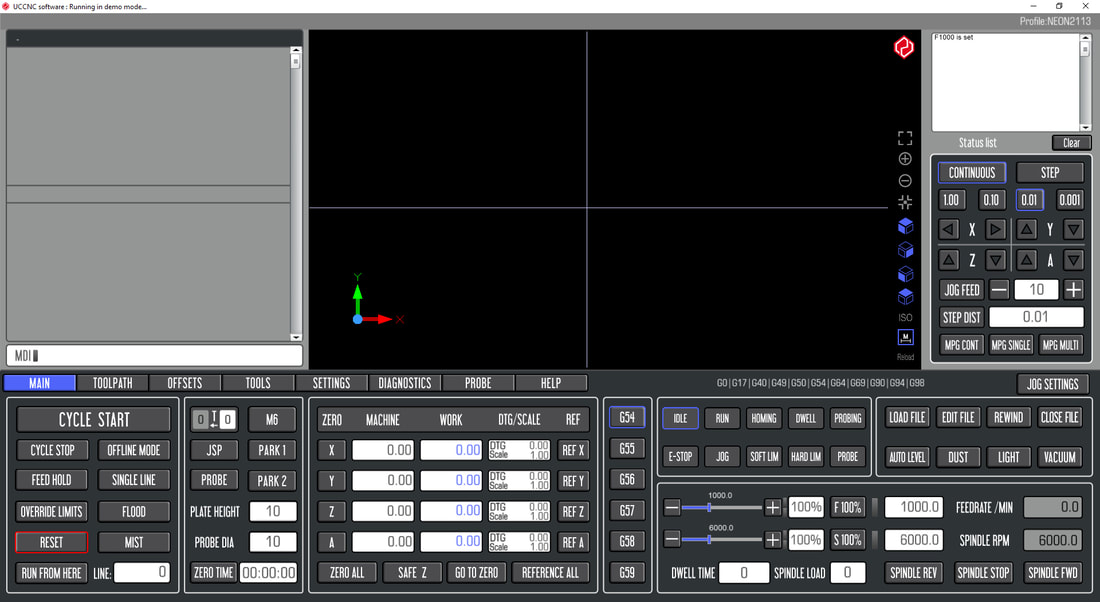 UCCNC software : Running in demo mode...
Profile:NEON2113
-
F1000 is set
Status list
Clear
CONTINUOUS STEP
1.00 0.10 0.01 0.001
X Y
Z A
JOG FEED 10
STEP DIST 0.01
MPG CONT MPG SINGLE MPG MULTI
Y
X
ISO
M
Reload
MDI
MAIN TOOLPATH OFFSETS TOOLS SETTINGS DIAGNOSTICS PROBE HELP
G0|G17|G40|G49|G50|G54|G64|G69|G90|G94|G98
JOG SETTINGS
CYCLE START
CYCLE STOP OFFLINE MODE
FEED HOLD SINGLE LINE
OVERRIDE LIMITS FLOOD
RESET MIST
RUN FROM HERE LINE: 0
0 T 0 M6
JSP PARK 1
PROBE PARK 2
PLATE HEIGHT 10
PROBE DIA 10
ZERO TIME 00:00:00
ZERO MACHINE WORK DTG/SCALE REF
X 0.00 0.00 DTG 0.00 REF X
Scale 1.00
Y 0.00 0.00 DTG 0.00 REF Y
Scale 1.00
Z 0.00 0.00 DTG 0.00 REF Z
Scale 1.00
A 0.00 0.00 DTG 0.00 REF A
Scale 1.00
ZERO ALL SAFE Z GO TO ZERO REFERENCE ALL
G54
G55
G56
G57
G58
G59
IDLE RUN HOMING DWELL PROBING
E-STOP JOG SOFT LIM HARD LIM PROBE
LOAD FILE EDIT FILE REWIND CLOSE FILE
AUTO LEVEL DUST LIGHT VACUUM
1000.0
100% F 100% 1000.0 FEEDRATE /MIN 0.0
6000.0
100% S 100% 6000.0 SPINDLE RPM 6000.0
DWELL TIME 0 SPINDLE LOAD 0 SPINDLE REV SPINDLE STOP SPINDLE FWD